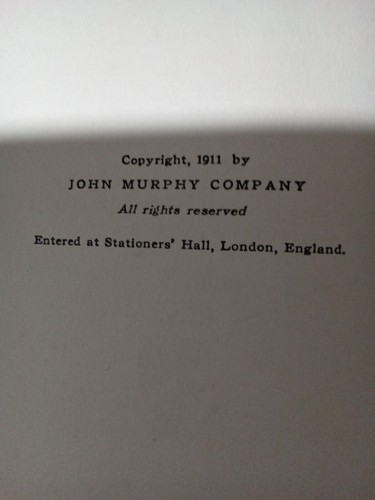 Copyright, 1911 by
JOHN MURPHY COMPANY
All rights reserved
Entered at Stationers' Hall, London, England.